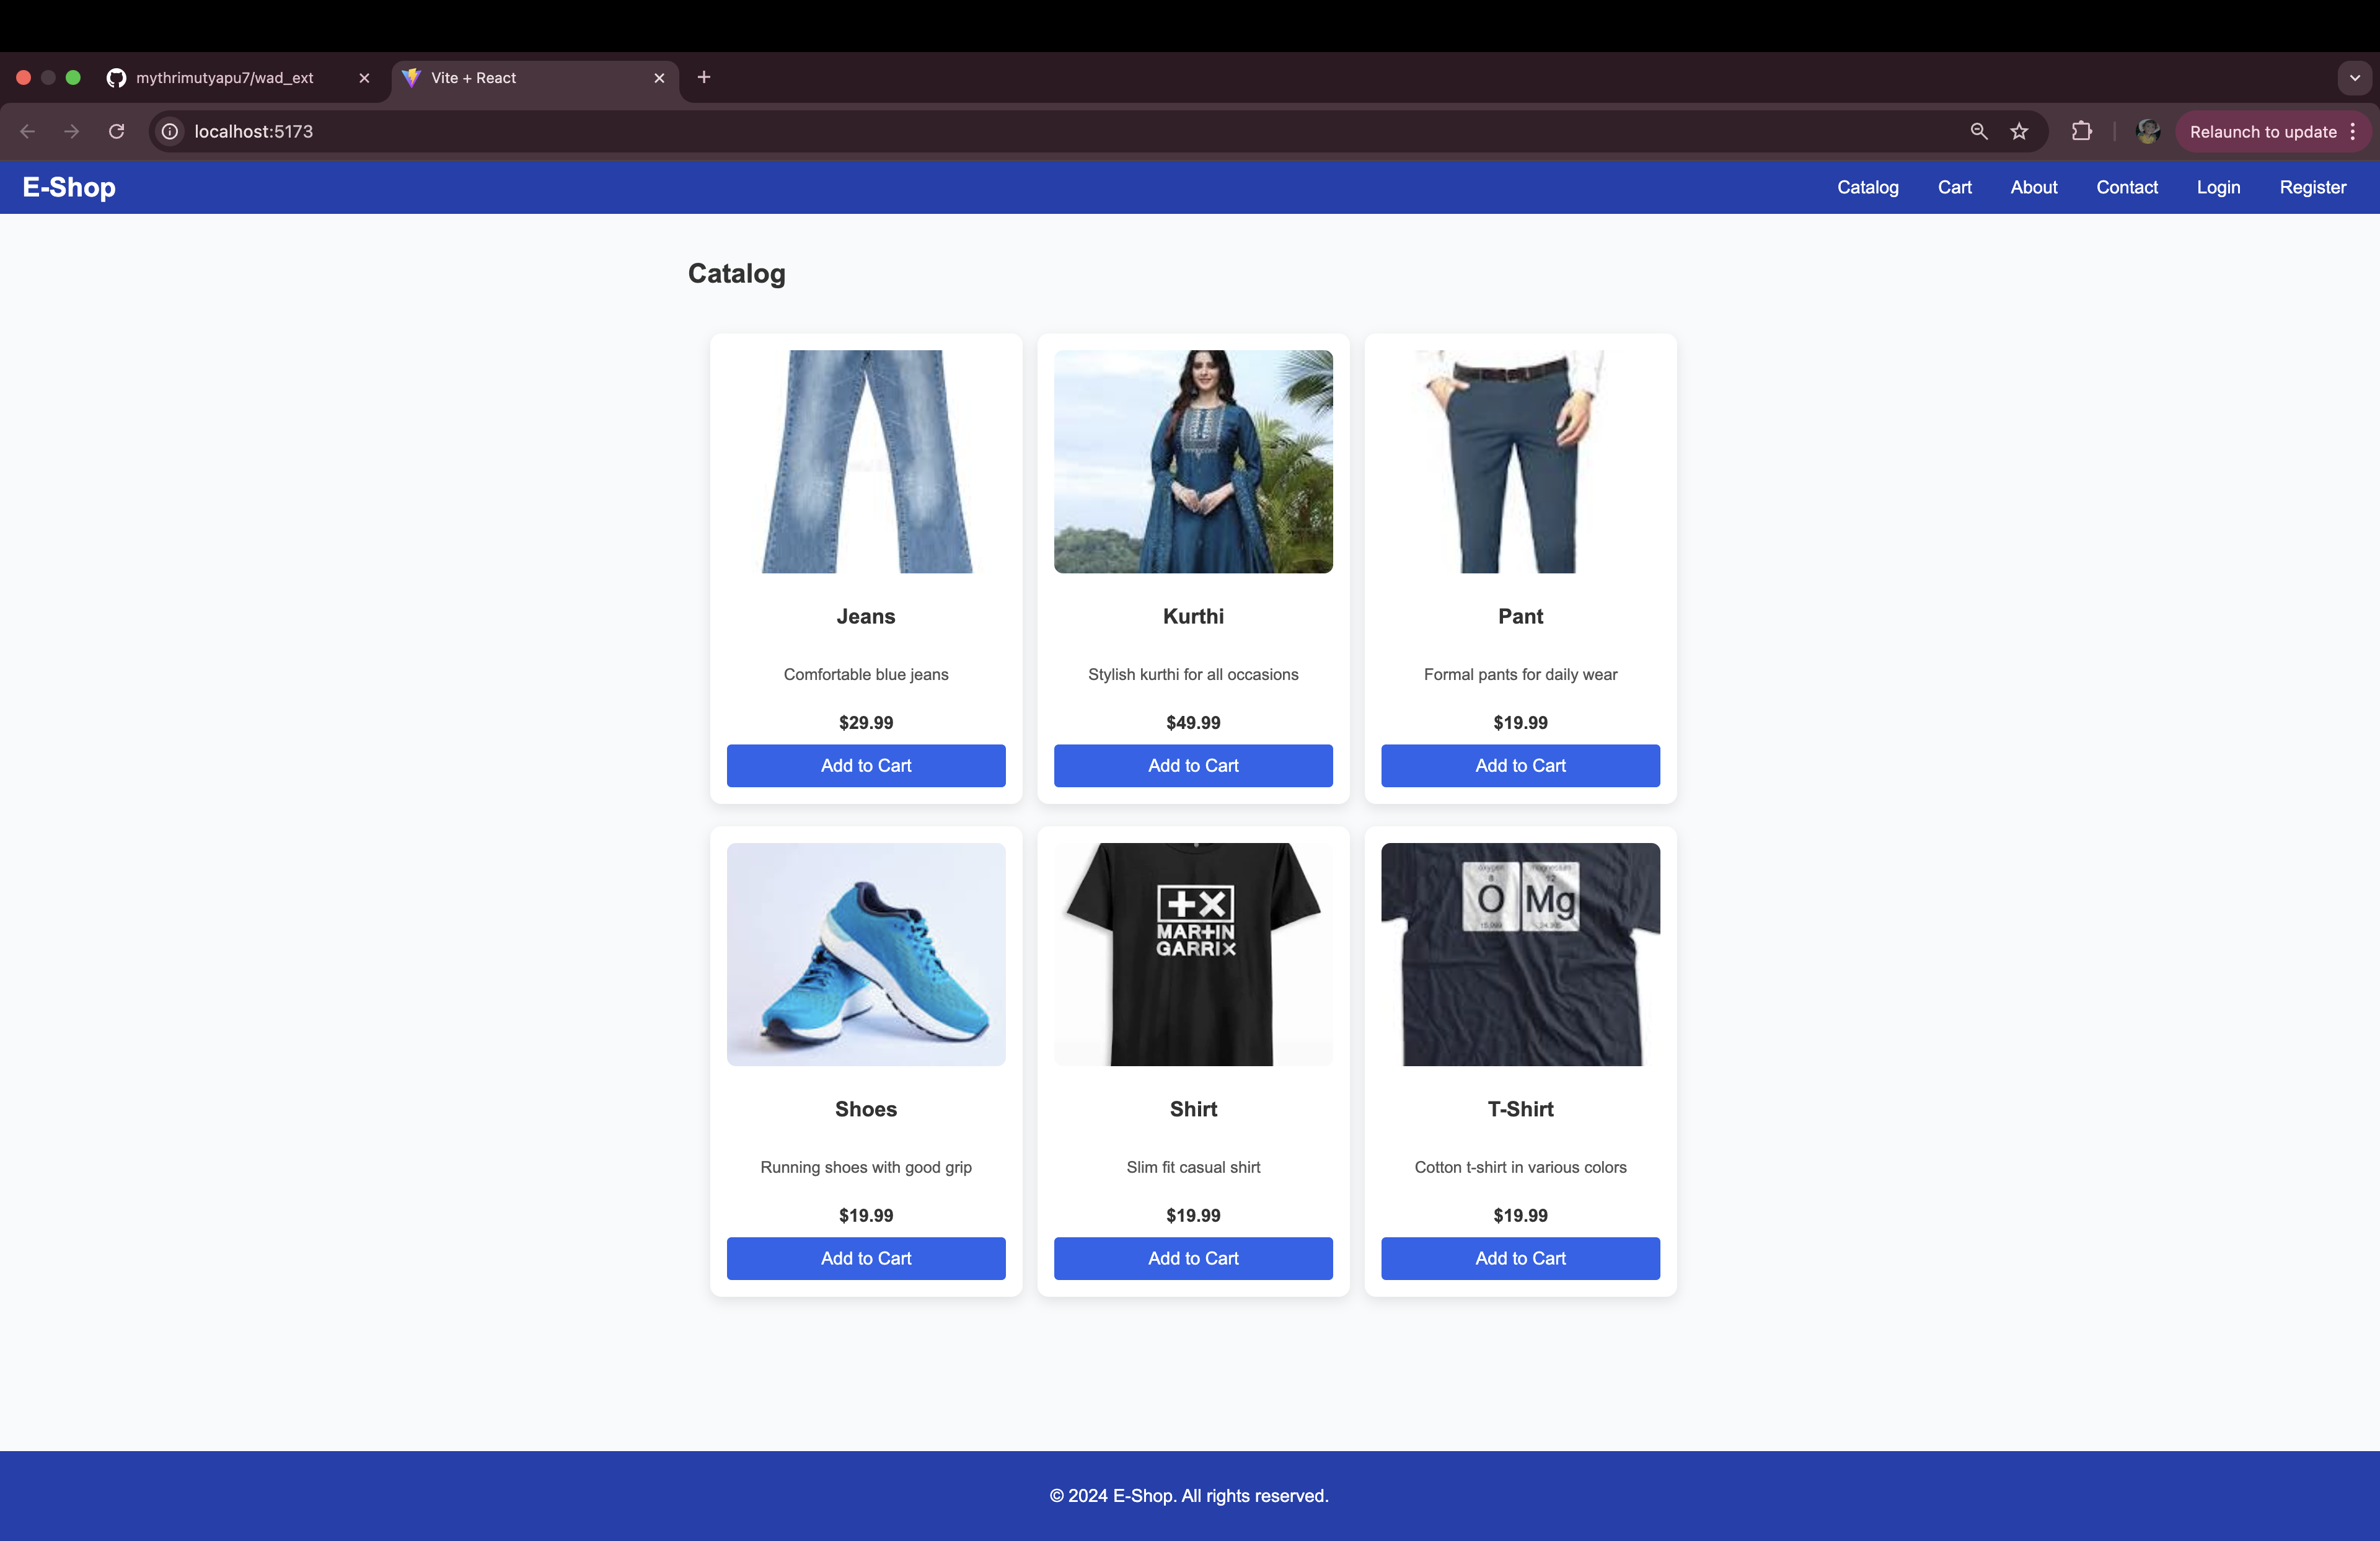 mythrimutyapu7/wad_ext
Vite + React
localhost:5173
Relaunch to update
E-Shop
Catalog
Cart
About
Contact
Login
Register
Catalog
Jeans
Comfortable blue jeans
$29.99
Add to Cart
Kurthi
Stylish kurthi for all occasions
$49.99
Add to Cart
Pant
Formal pants for daily wear
$19.99
Add to Cart
Shoes
Running shoes with good grip
$19.99
Add to Cart
+X
MAR+IN
GARRIX
Shirt
Slim fit casual shirt
$19.99
Add to Cart
8 12
O Mg
T-Shirt
Cotton t-shirt in various colors
$19.99
Add to Cart
© 2024 E-Shop. All rights reserved.